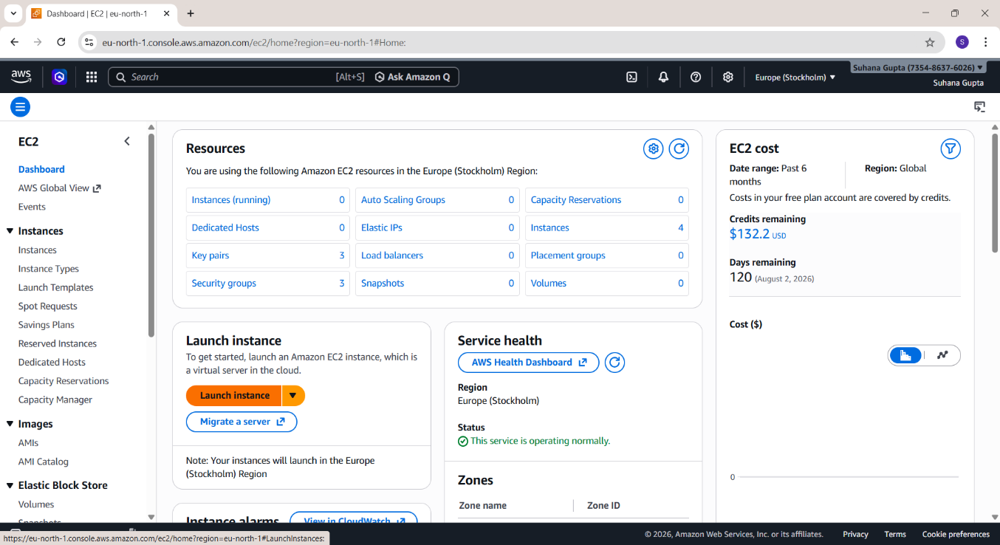 Dashboard | EC2 | eu-north-1
eu-north-1.console.aws.amazon.com/ec2/home?region=eu-north-1#Home:
S
aws
Search
[Alt+S]
Ask Amazon Q
Europe (Stockholm)
Suhana Gupta (7354-8637-6026)
Suhana Gupta
EC2
Dashboard
AWS Global View
Events
Instances
Instances
Instance Types
Launch Templates
Spot Requests
Savings Plans
Reserved Instances
Dedicated Hosts
Capacity Reservations
Capacity Manager
Images
AMIs
AMI Catalog
Elastic Block Store
Volumes
Snapshots
Resources
You are using the following Amazon EC2 resources in the Europe (Stockholm) Region:
Instances (running) 0
Auto Scaling Groups 0
Capacity Reservations 0
Dedicated Hosts 0
Elastic IPs 0
Instances 4
Key pairs 3
Load balancers 0
Placement groups 0
Security groups 3
Snapshots 0
Volumes 0
Launch instance
To get started, launch an Amazon EC2 instance, which is
a virtual server in the cloud.
Launch instance
Migrate a server
Note: Your instances will launch in the Europe
(Stockholm) Region
Instance alarms
View in CloudWatch
Service health
AWS Health Dashboard
Region
Europe (Stockholm)
Status
This service is operating normally.
Zones
Zone name
Zone ID
EC2 cost
Date range: Past 6
months
Region: Global
Costs in your free plan account are covered by credits.
Credits remaining
$132.2 USD
Days remaining
120 (August 2, 2026)
Cost ($)
0
https://eu-north-1.console.aws.amazon.com/ec2/home?region=eu-north-1#LaunchInstances:
© 2026, Amazon Web Services, Inc. or its affiliates.
Privacy
Terms
Cookie preferences